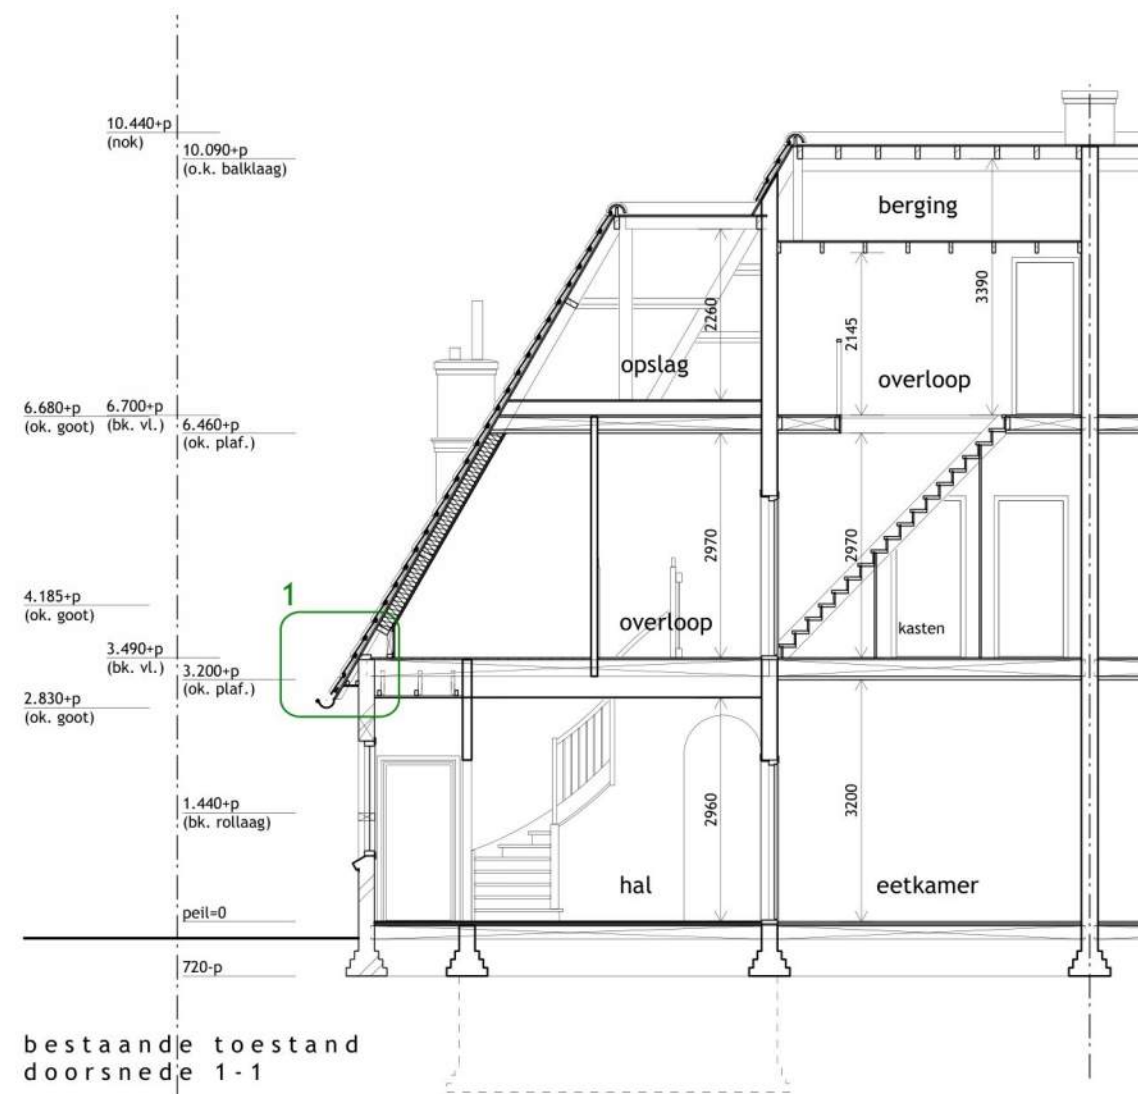 10.440+p
(nok)
10.090+p
(o.k. balklaag)
berging
3390
2260
2145
opslag
overloop
6.680+p
(ok. goot)
6.700+p
(bk. vl.)
6.460+p
(ok. plaf.)
2970
2970
4.185+p
(ok. goot)
1
overloop
kasten
3.490+p
(bk. vl.)
3.200+p
(ok. plaf.)
2.830+p
(ok. goot)
1.440+p
(bk. rollaag)
2960
3200
hal
eetkamer
peil=0
720-p
bestaande toestand
doorsnede 1-1